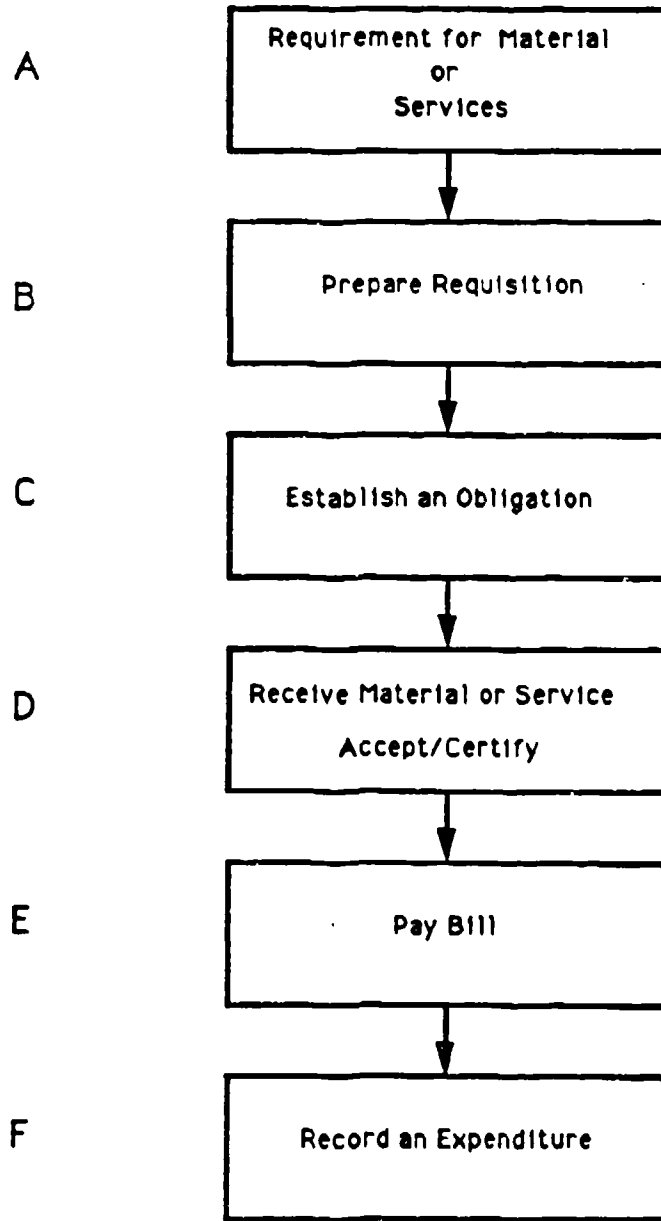 A
Requirement for Material
or
Services
B
Prepare Requisition
C
Establish an Obligation
D
Receive Material or Service
Accept/Certify
E
Pay Bill
F
Record an Expenditure